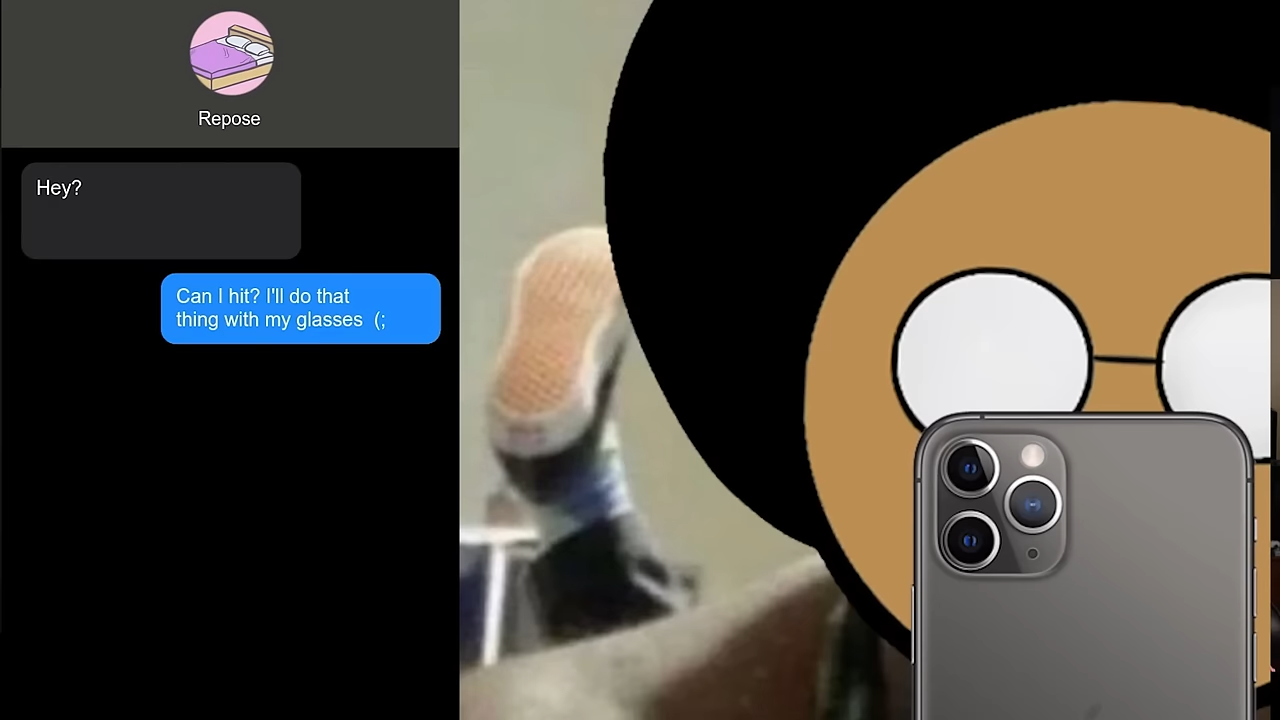 Repose
Hey?
Can I hit? I'll do that
thing with my glasses  (;